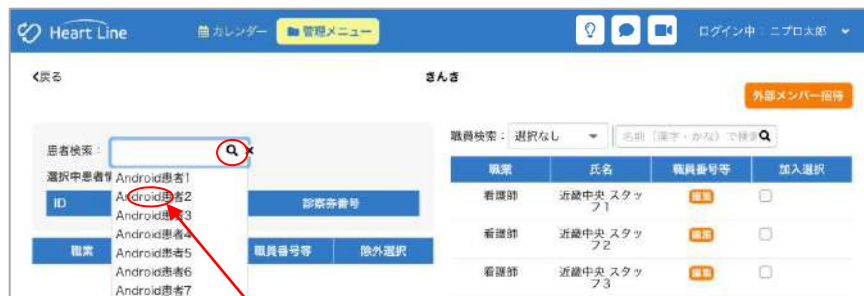 Heart Line カレンダー 管理メニュー ログイン中：ニプロ太郎
戻る きんき
外部メンバー招待
患者検索：
職員検索： 選択なし 名前（漢字・かな）で検索
選択中患者情
ID 診察券番号
職業 職員番号等 除外選択
Android患者1
Android患者2
Android患者3
Android患者4
Android患者5
Android患者6
Android患者7
職業 氏名 職員番号等 加入選択
看護師 近畿中央 スタッフ1 編集
看護師 近畿中央 スタッフ2 編集
看護師 近畿中央 スタッフ3 編集